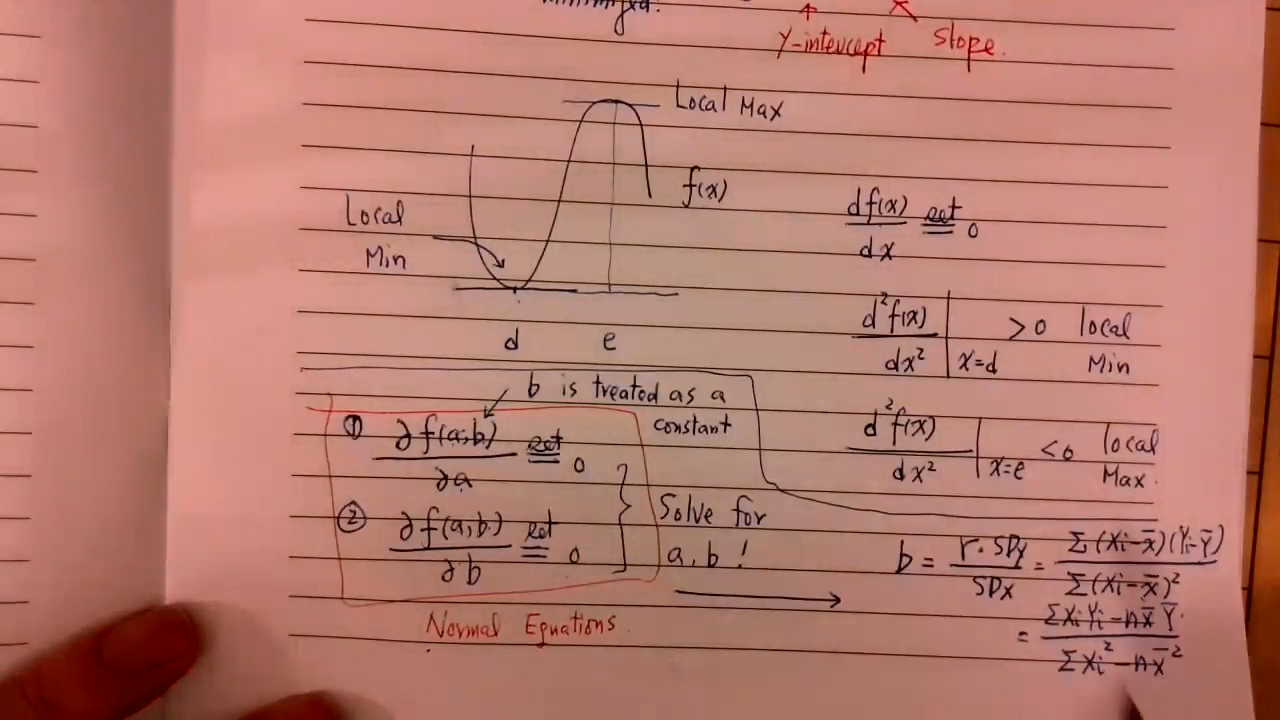 Y-intercept
Slope.
Local Max
f(x)
Local
Min
d e
df(x)/dx set= 0
d²f(x)/dx² | x=d >0 local
Min
d²f(x)/dx² | x=e <0 local
Max.
b is treated as a
constant
① ∂f(a,b)/∂a set= 0
② ∂f(a,b)/∂b set= 0
} Solve for
a, b !
Normal Equations
b = r·SDy/SDx = Σ(Xi-x̄)(Yi-Ȳ)/Σ(Xi-x̄)²
= ΣXiYi-nx̄Ȳ/ΣXi²-nx̄²